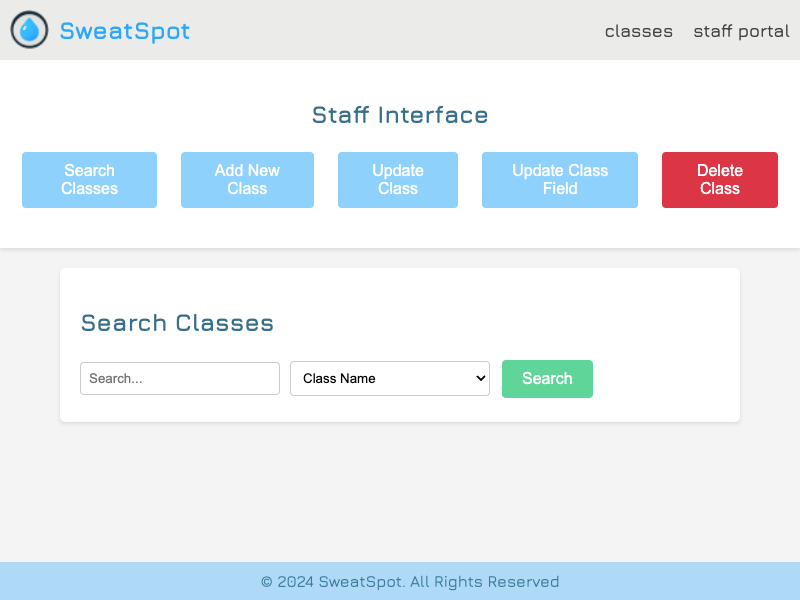 SweatSpot
classes
staff portal
Staff Interface
Search
Classes
Add New
Class
Update
Class
Update Class
Field
Delete
Class
Search Classes
Search...
Class Name
Search
© 2024 SweatSpot. All Rights Reserved